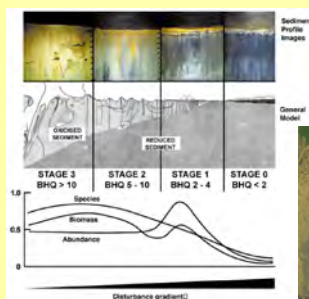 Sediment
Profile
Images
General
Model
OXIDISED
SEDIMENT
REDUCED
SEDIMENT
STAGE 3 STAGE 2 STAGE 1 STAGE 0
BHQ > 10 BHQ 5 - 10 BHQ 2 - 4 BHQ < 2
1.0
Species
Biomass
0.5
Abundance
0
Disturbance gradient